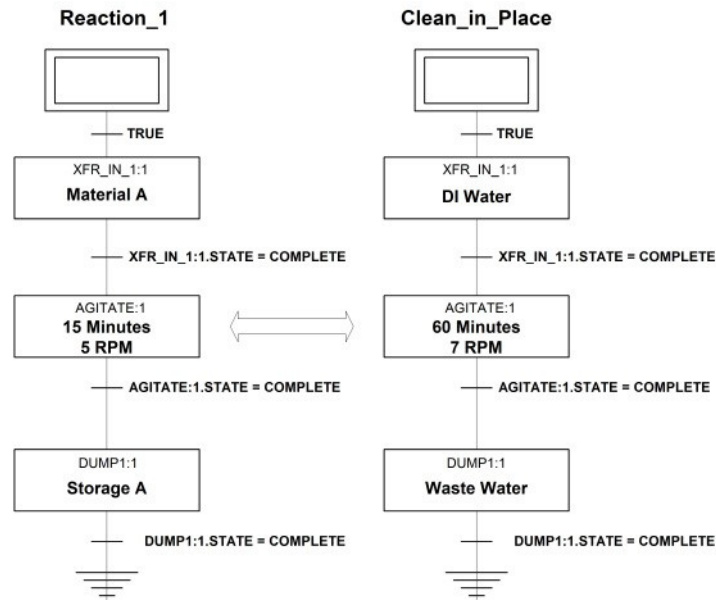 Reaction_1
TRUE
XFR_IN_1:1
Material A
XFR_IN_1:1.STATE = COMPLETE
AGITATE:1
15 Minutes
5 RPM
AGITATE:1.STATE = COMPLETE
DUMP1:1
Storage A
DUMP1:1.STATE = COMPLETE
Clean_in_Place
TRUE
XFR_IN_1:1
DI Water
XFR_IN_1:1.STATE = COMPLETE
AGITATE:1
60 Minutes
7 RPM
AGITATE:1.STATE = COMPLETE
DUMP1:1
Waste Water
DUMP1:1.STATE = COMPLETE